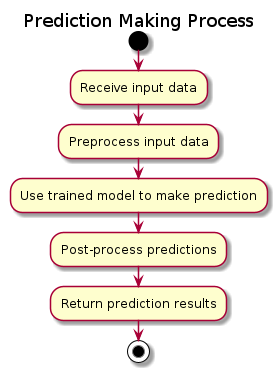 Prediction Making Process
Receive input data
Preprocess input data
Use trained model to make prediction
Post-process predictions
Return prediction results